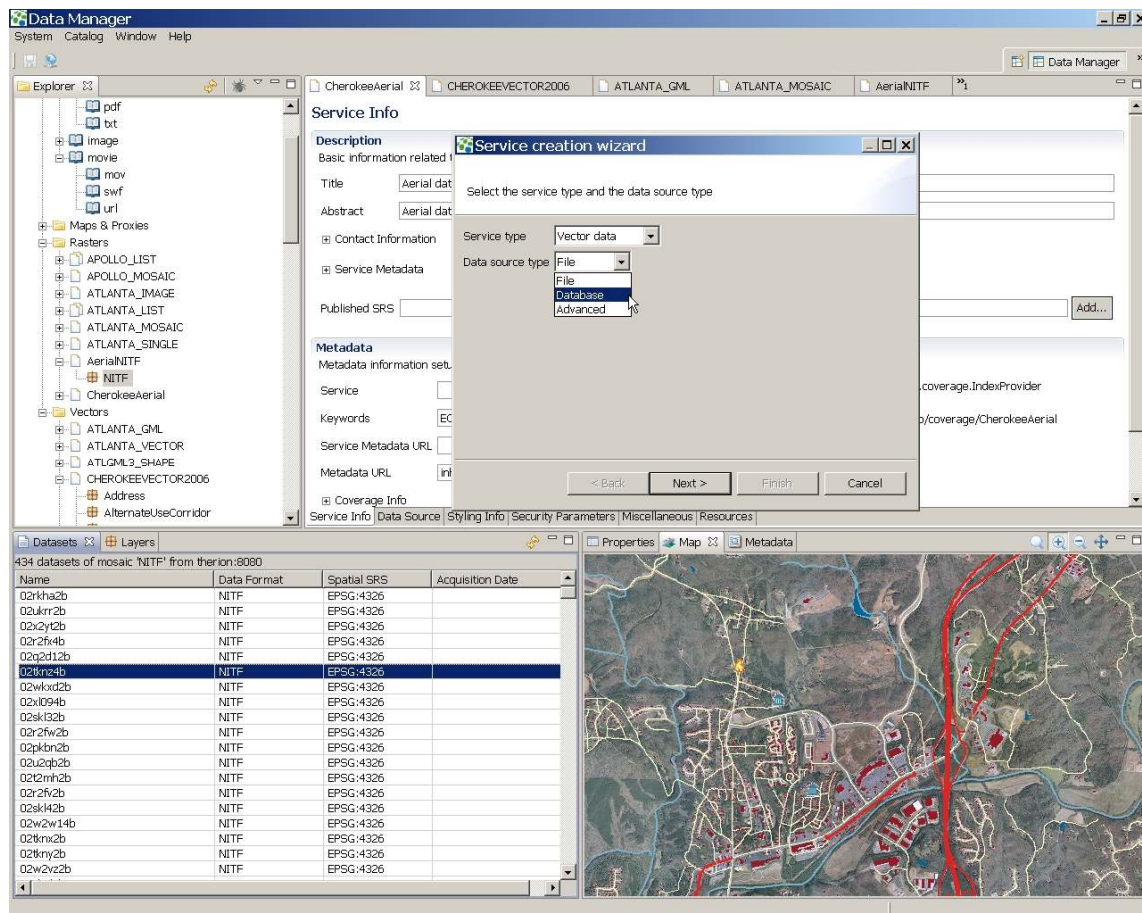 Data Manager
System Catalog Window Help
Data Manager
Explorer
pdf
txt
image
movie
mov
swf
url
Maps & Proxies
Rasters
APOLLO_LIST
APOLLO_MOSAIC
ATLANTA_IMAGE
ATLANTA_LIST
ATLANTA_MOSAIC
ATLANTA_SINGLE
AerialNITF
NITF
CherokeeAerial
Vectors
ATLANTA_GML
ATLANTA_VECTOR
ATLGML3_SHAPE
CHEROKEEVECTOR2006
Address
AlternateUseCorridor
CherokeeAerial CHEROKEEVECTOR2006 ATLANTA_GML ATLANTA_MOSAIC AerialNITF »1
Service Info
Description
Basic information related
Title Aerial dat
Abstract Aerial dat
Contact Information
Service Metadata
Published SRS Add...
Metadata
Metadata information setu
Service .coverage.IndexProvider
Keywords EO /coverage/CherokeeAerial
Service Metadata URL
Metadata URL
Coverage Info
Service Info Data Source Styling Info Security Parameters Miscellaneous Resources
Service creation wizard
Select the service type and the data source type
Service type Vector data
Data source type File
File
Database
Advanced
< Back Next > Finish Cancel
Datasets Layers
434 datasets of mosaic 'NITF' from therion:8080
Name Data Format Spatial SRS Acquisition Date
02rkha2b NITF EPSG:4326
02ukrr2b NITF EPSG:4326
02x2yt2b NITF EPSG:4326
02r2fx4b NITF EPSG:4326
02q2d12b NITF EPSG:4326
02tknz4b NITF EPSG:4326
02wkxd2b NITF EPSG:4326
02xl094b NITF EPSG:4326
02skl32b NITF EPSG:4326
02r2fw2b NITF EPSG:4326
02pkbn2b NITF EPSG:4326
02u2qb2b NITF EPSG:4326
02t2mh2b NITF EPSG:4326
02r2fv2b NITF EPSG:4326
02skl42b NITF EPSG:4326
02w2w14b NITF EPSG:4326
02tknx2b NITF EPSG:4326
02tkny2b NITF EPSG:4326
02w2vz2b NITF EPSG:4326
Properties Map Metadata